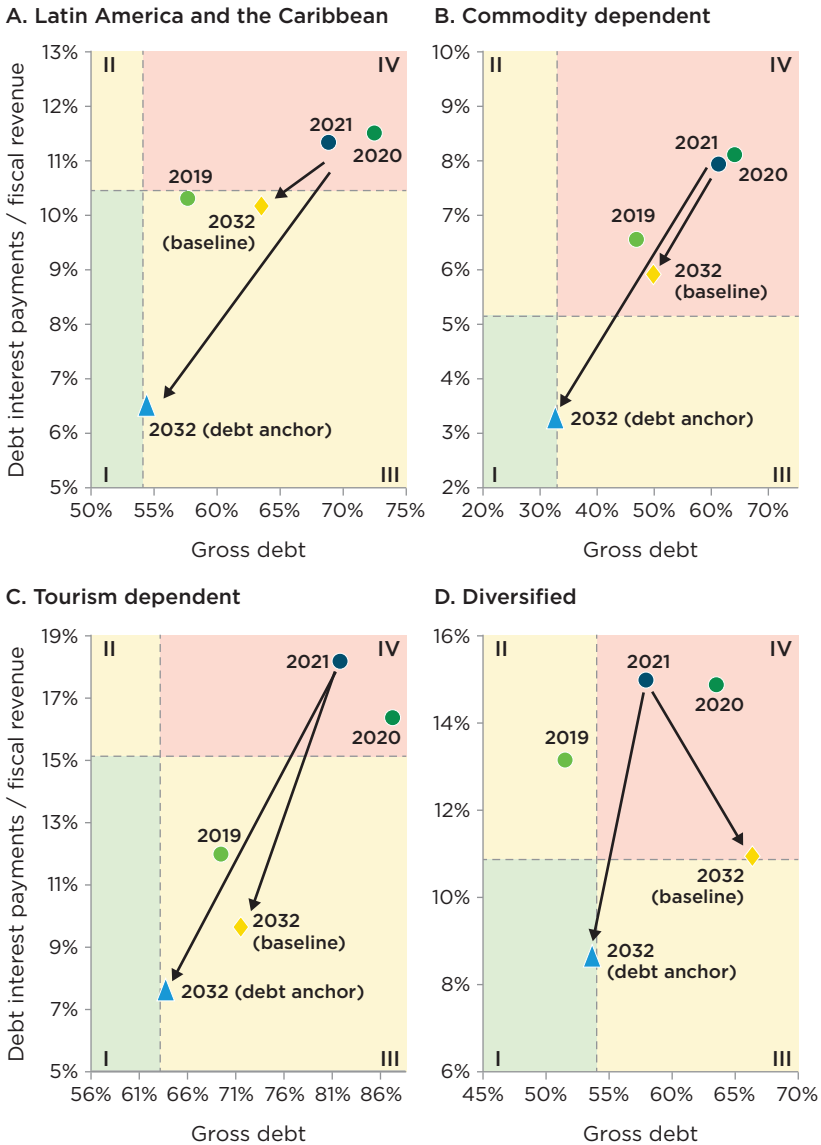 A. Latin America and the Caribbean
Debt interest payments / fiscal revenue
13%
12%
11%
10%
9%
8%
7%
6%
5%
II
IV
2021
2020
2019
2032
(baseline)
2032 (debt anchor)
I
III
50%
55%
60%
65%
70%
75%
Gross debt
B. Commodity dependent
10%
9%
8%
7%
6%
5%
4%
3%
2%
II
IV
2021
2020
2019
2032
(baseline)
2032 (debt anchor)
I
III
20%
30%
40%
50%
60%
70%
Gross debt
C. Tourism dependent
Debt interest payments / fiscal revenue
19%
17%
15%
13%
11%
9%
7%
5%
II
IV
2021
2020
2019
2032
(baseline)
2032 (debt anchor)
I
III
56%
61%
66%
71%
76%
81%
86%
Gross debt
D. Diversified
16%
14%
12%
10%
8%
6%
II
IV
2021
2020
2019
2032
(baseline)
2032
(debt anchor)
I
III
45%
50%
55%
60%
65%
70%
Gross debt